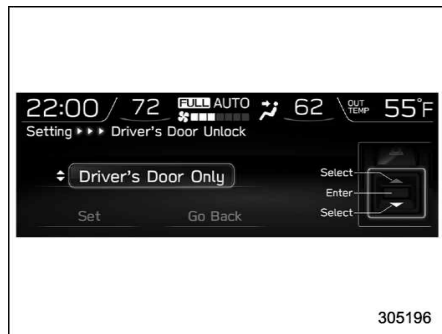 22:00 / 72 FULL AUTO 62 OUT TEMP 55°F
Setting ▶ ▶ ▶ Driver's Door Unlock
Driver's Door Only
Select
Enter
Select
Set Go Back
305196